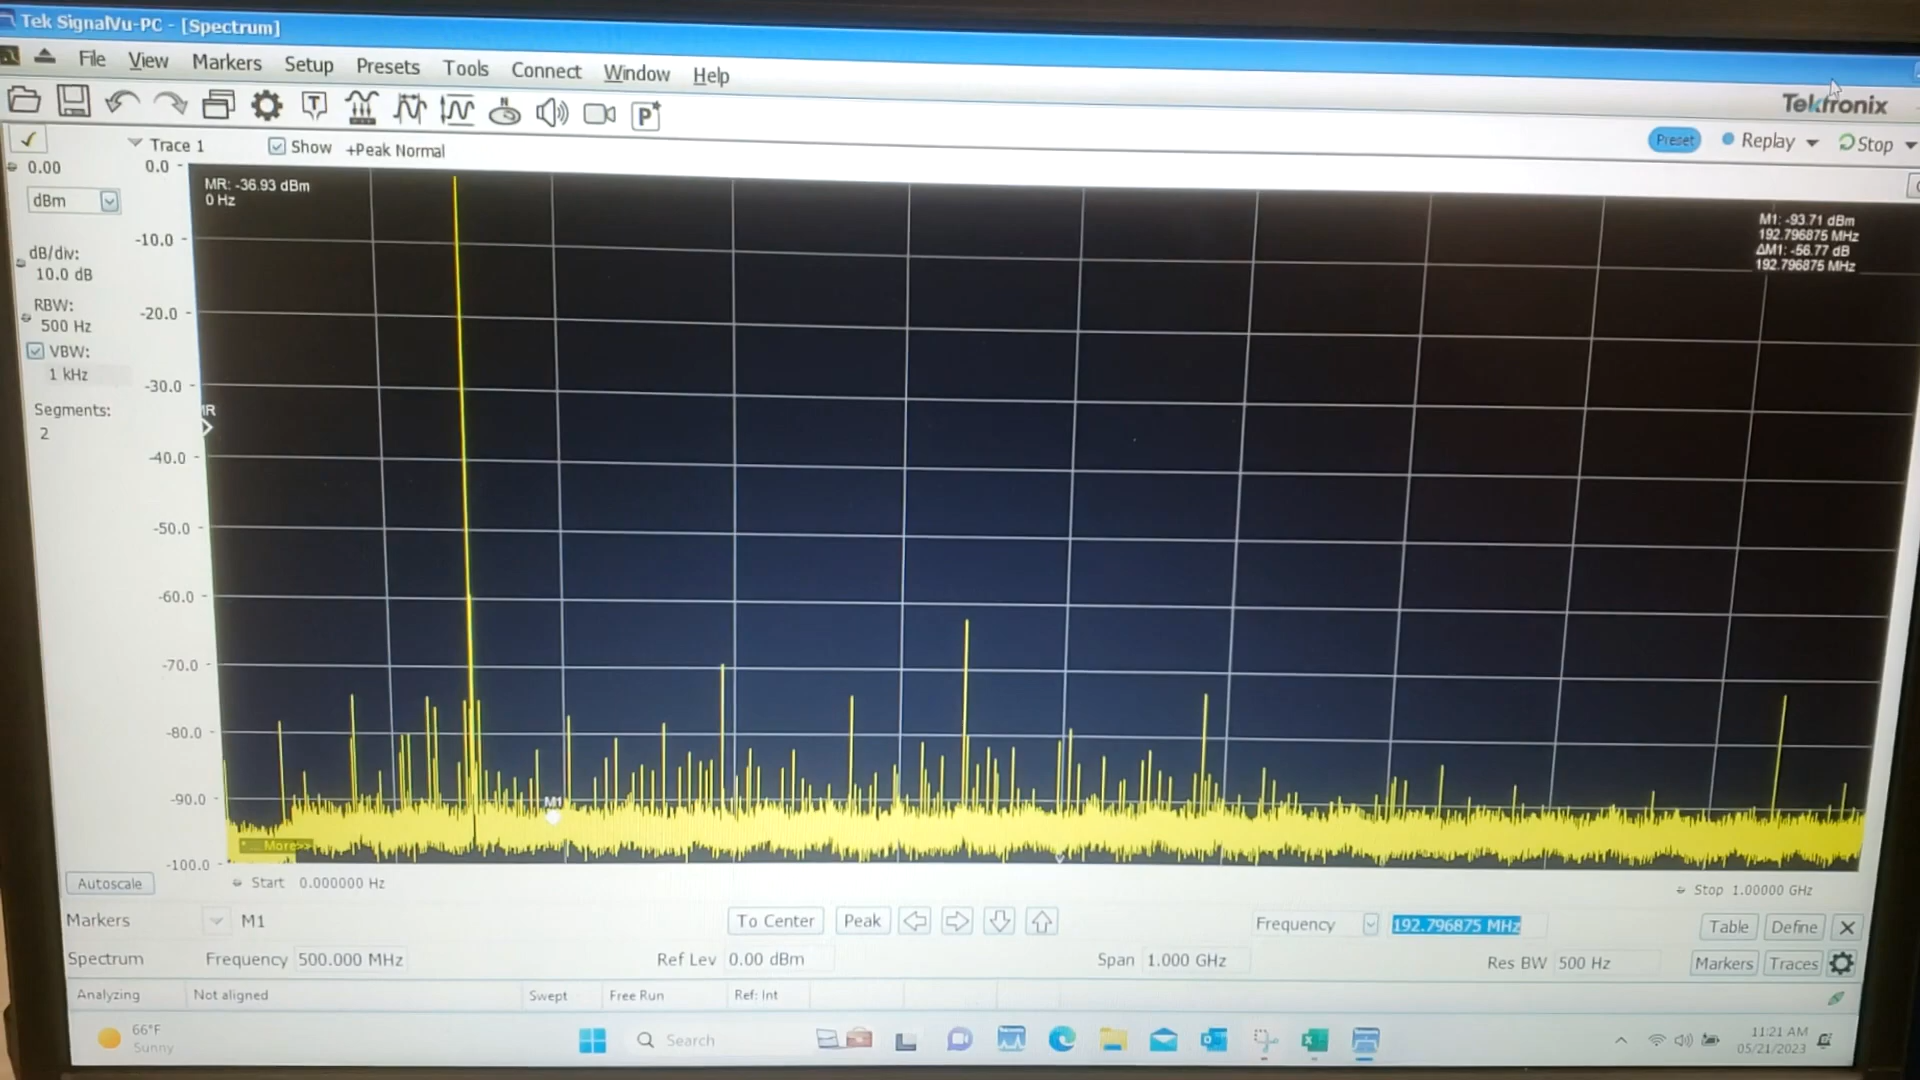 Tek SignalVu-PC - [Spectrum]
File View Markers Setup Presets Tools Connect Window Help
Tektronix
Preset Replay Stop
Trace 1 Show +Peak Normal
0.00
dBm
dB/div:
10.0 dB
RBW:
500 Hz
VBW:
1 kHz
Segments:
2
0.0
-10.0
-20.0
-30.0
-40.0
-50.0
-60.0
-70.0
-80.0
-90.0
-100.0
MR: -36.93 dBm
0 Hz
M1: -93.71 dBm
192.796875 MHz
ΔM1: -56.77 dB
192.796875 MHz
M1
More>>
Autoscale
Start 0.000000 Hz
Stop 1.00000 GHz
Markers M1 To Center Peak Frequency 192.796875 MHz Table Define
Spectrum Frequency 500.000 MHz Ref Lev 0.00 dBm Span 1.000 GHz Res BW 500 Hz Markers Traces
Analyzing Not aligned Swept Free Run Ref: Int
66°F
Sunny
Search
11:21 AM
05/21/2023